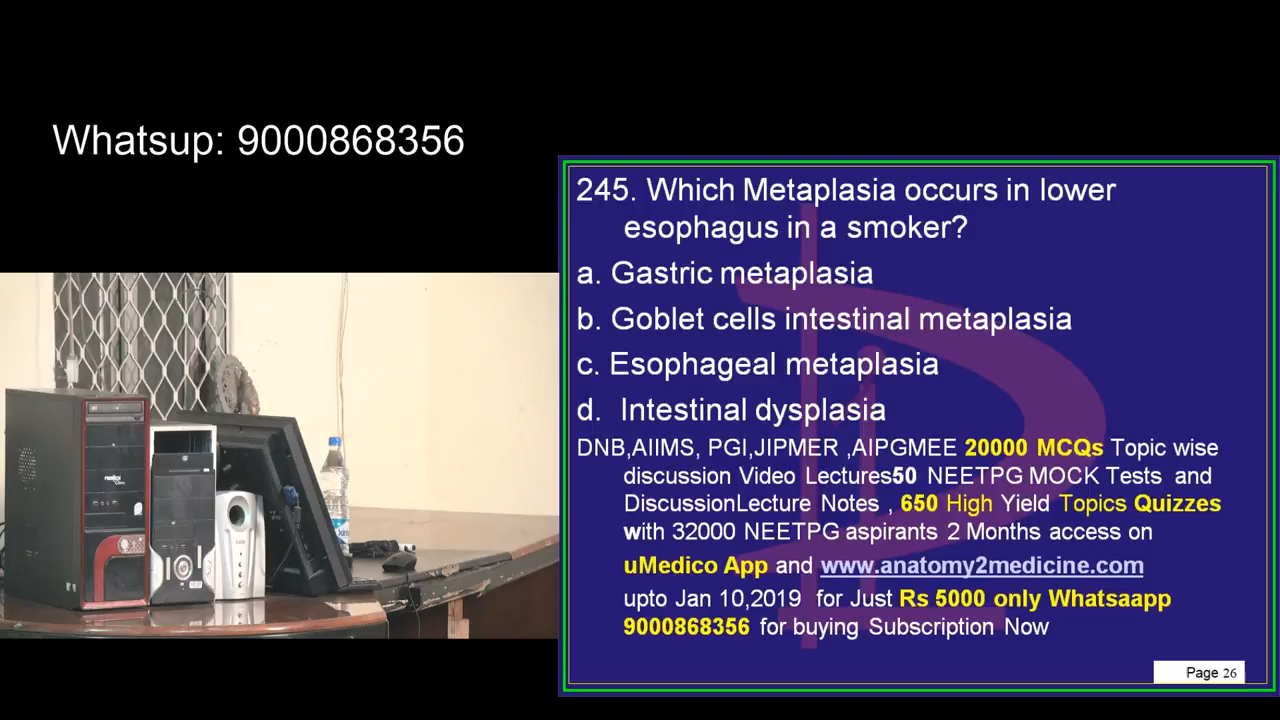 Whatsup: 9000868356
245. Which Metaplasia occurs in lower
esophagus in a smoker?
a. Gastric metaplasia
b. Goblet cells intestinal metaplasia
c. Esophageal metaplasia
d. Intestinal dysplasia
DNB,AIIMS, PGI,JIPMER ,AIPGMEE 20000 MCQs Topic wise
discussion Video Lectures50 NEETPG MOCK Tests and
DiscussionLecture Notes , 650 High Yield Topics Quizzes
with 32000 NEETPG aspirants 2 Months access on
uMedico App and www.anatomy2medicine.com
upto Jan 10,2019 for Just Rs 5000 only Whatsaapp
9000868356 for buying Subscription Now
Page 26